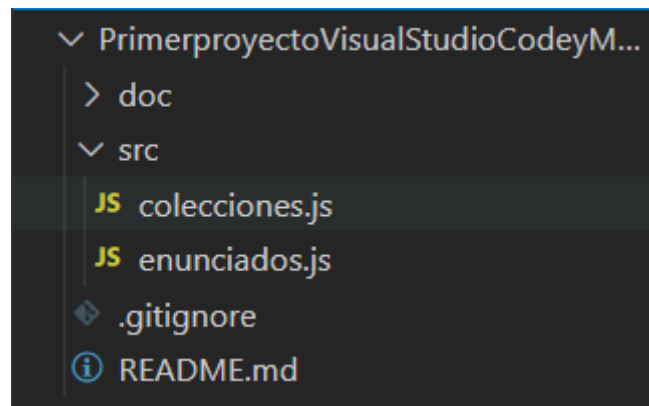 PrimerproyectoVisualStudioCodeyM...
doc
src
JS colecciones.js
JS enunciados.js
.gitignore
README.md